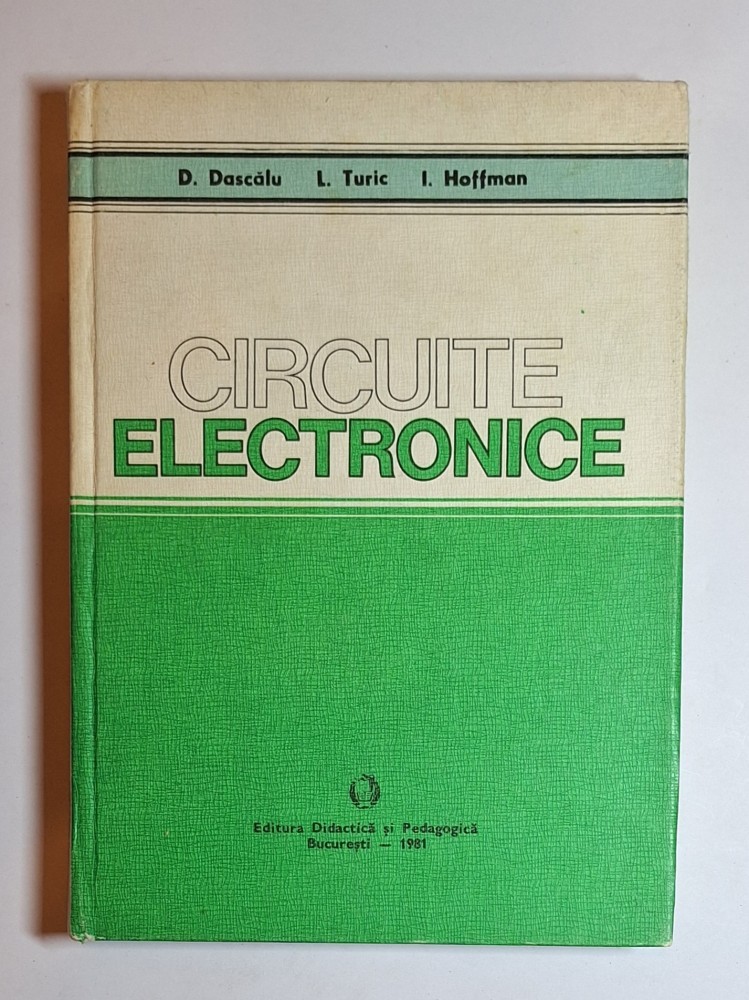 D. Dascălu L. Turic I. Hoffman
CIRCUITE
ELECTRONICE
Editura Didactică și Pedagogică
București — 1981